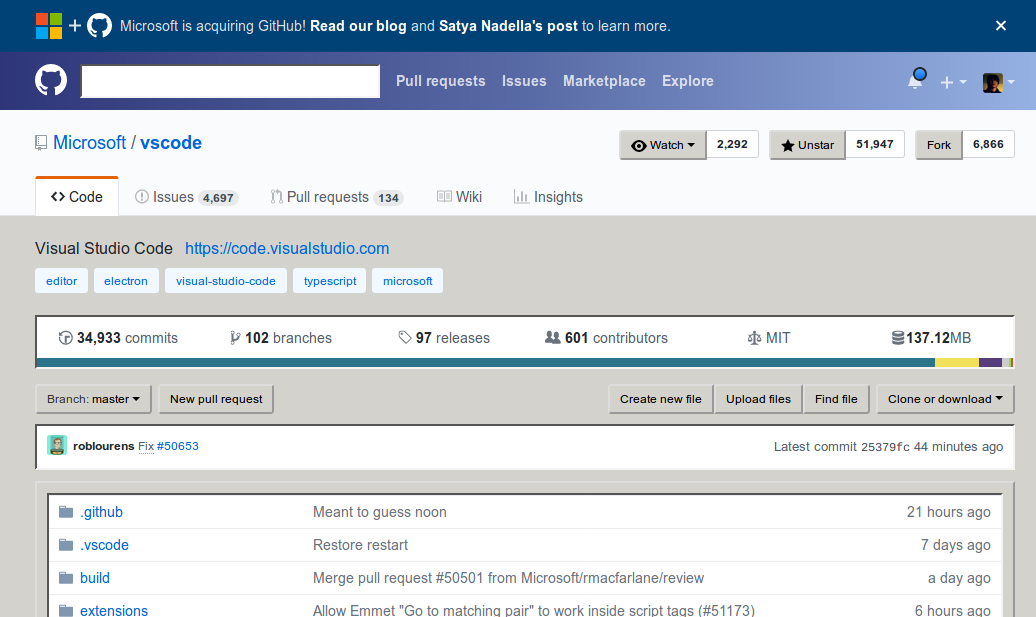 Microsoft is acquiring GitHub! Read our blog and Satya Nadella's post to learn more.
Pull requests Issues Marketplace Explore
Microsoft / vscode
Watch 2,292 Unstar 51,947 Fork 6,866
Code Issues 4,697 Pull requests 134 Wiki Insights
Visual Studio Code https://code.visualstudio.com
editor electron visual-studio-code typescript microsoft
34,933 commits 102 branches 97 releases 601 contributors MIT 137.12MB
Branch: master New pull request Create new file Upload files Find file Clone or download
roblourens Fix #50653 Latest commit 25379fc 44 minutes ago
.github Meant to guess noon 21 hours ago
.vscode Restore restart 7 days ago
build Merge pull request #50501 from Microsoft/rmacfarlane/review a day ago
extensions Allow Emmet "Go to matching pair" to work inside script tags (#51173) 6 hours ago